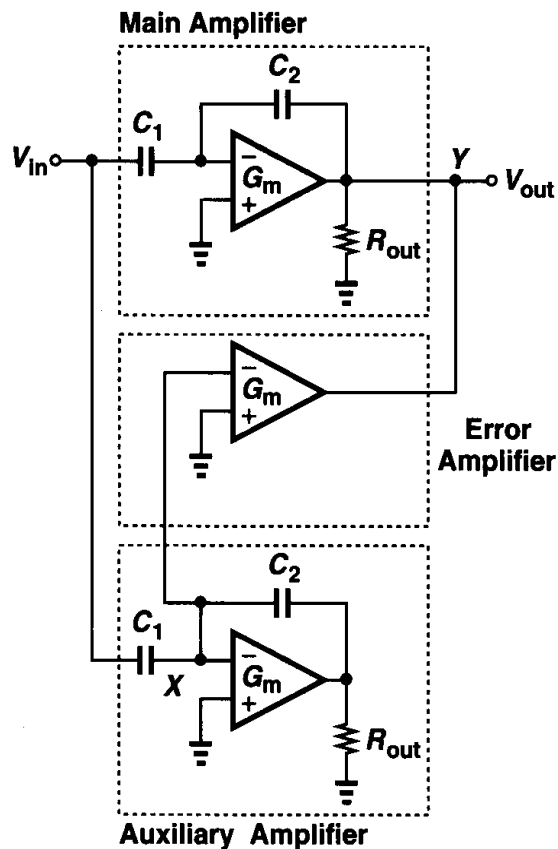 Main Amplifier
C2
C1
Vin
−
Gm
+
Y
Vout
Rout
−
Gm
+
Error
Amplifier
C2
C1
X
−
Gm
+
Rout
Auxiliary Amplifier